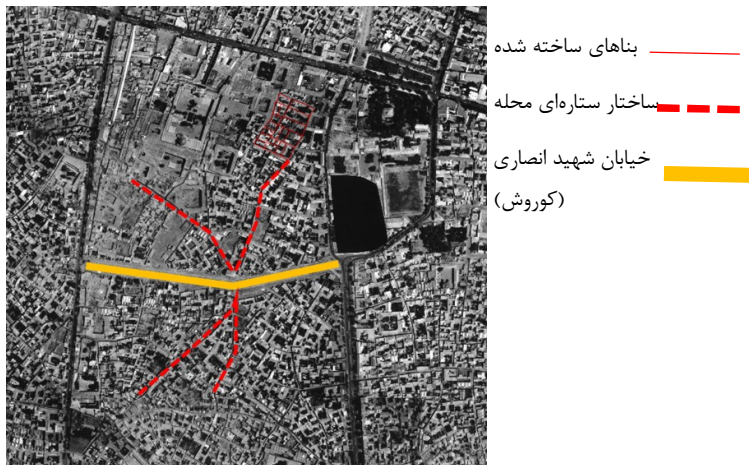 بناهای ساخته شده
ساختار ستاره‌ای محله
خیابان شهید انصاری
(کوروش)